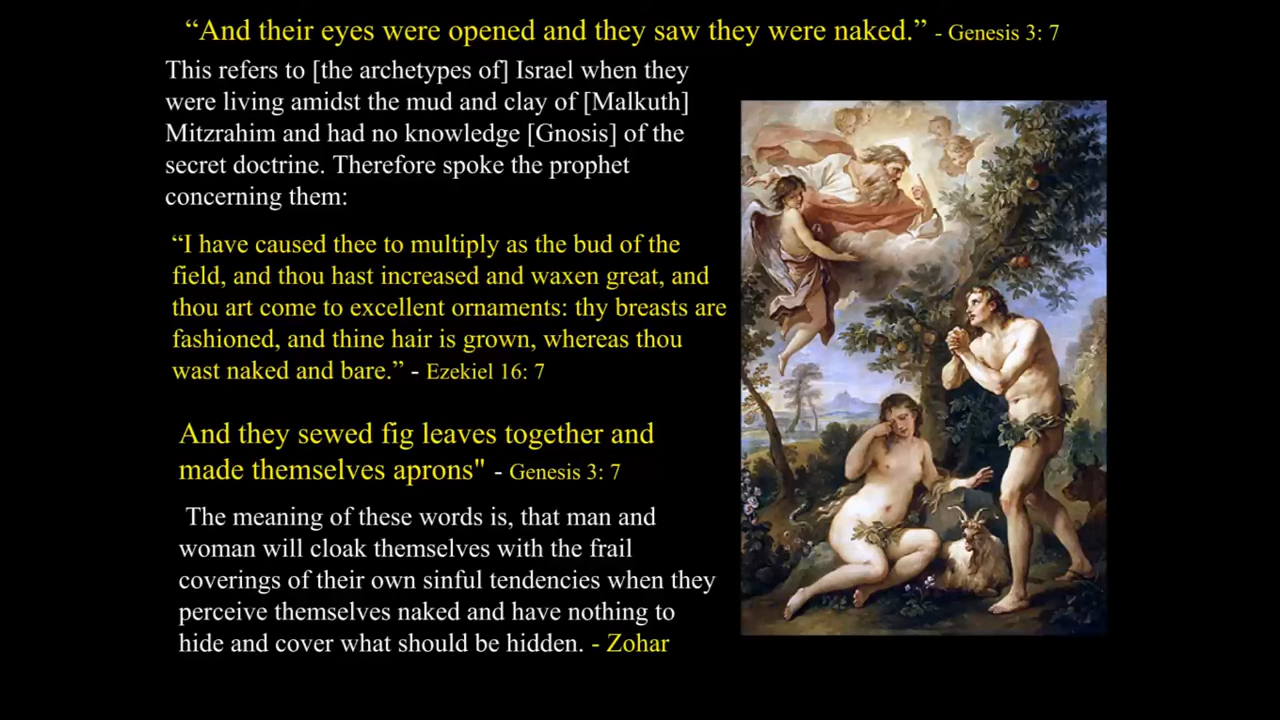 “And their eyes were opened and they saw they were naked.” - Genesis 3: 7
This refers to [the archetypes of] Israel when they
were living amidst the mud and clay of [Malkuth]
Mitzrahim and had no knowledge [Gnosis] of the
secret doctrine. Therefore spoke the prophet
concerning them:
“I have caused thee to multiply as the bud of the
field, and thou hast increased and waxen great, and
thou art come to excellent ornaments: thy breasts are
fashioned, and thine hair is grown, whereas thou
wast naked and bare.” - Ezekiel 16: 7
And they sewed fig leaves together and
made themselves aprons" - Genesis 3: 7
The meaning of these words is, that man and
woman will cloak themselves with the frail
coverings of their own sinful tendencies when they
perceive themselves naked and have nothing to
hide and cover what should be hidden. - Zohar